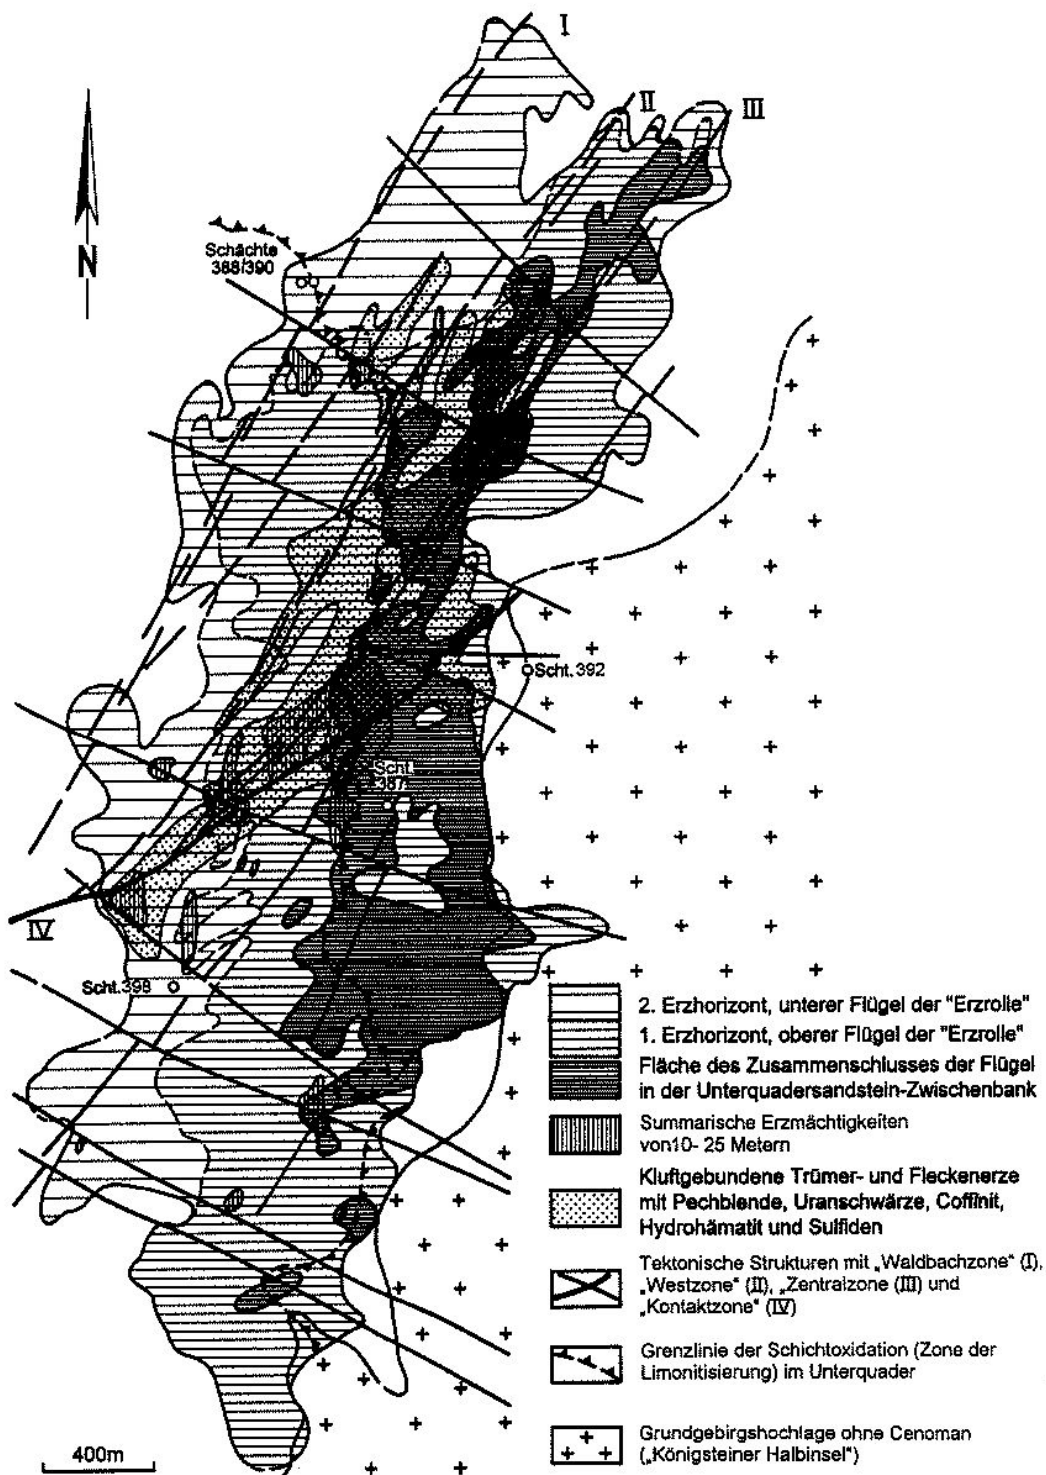 I
II
III
N
Schächte
388/390
Scht.392
Scht.
387
IV
Scht.398
2. Erzhorizont, unterer Flügel der "Erzrolle"
1. Erzhorizont, oberer Flügel der "Erzrolle"
Fläche des Zusammenschlusses der Flügel
in der Unterquadersandstein-Zwischenbank
Summarische Erzmächtigkeiten
von10- 25 Metern
Kluftgebundene Trümer- und Fleckenerze
mit Pechblende, Uranschwärze, Coffinit,
Hydrohämatit und Sulfiden
Tektonische Strukturen mit „Waldbachzone" (I),
„Westzone" (II), „Zentralzone (III) und
„Kontaktzone" (IV)
Grenzlinie der Schichtoxidation (Zone der
Limonitisierung) im Unterquader
Grundgebirgshochlage ohne Cenoman
(„Königsteiner Halbinsel")
400m